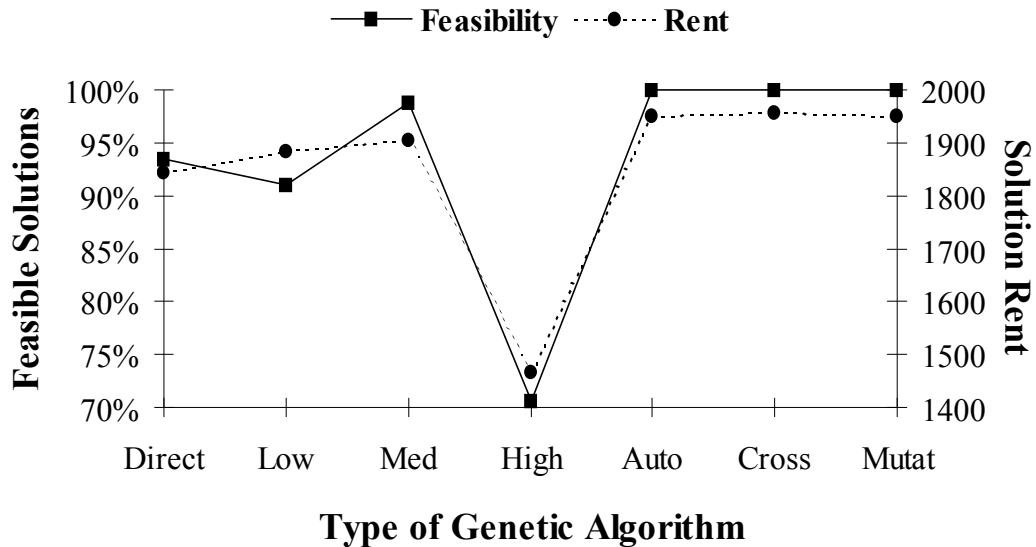 Feasibility Rent
Feasible Solutions
100%
95%
90%
85%
80%
75%
70%
2000
1900
1800
1700
1600
1500
1400
Solution Rent
Direct Low Med High Auto Cross Mutat
Type of Genetic Algorithm